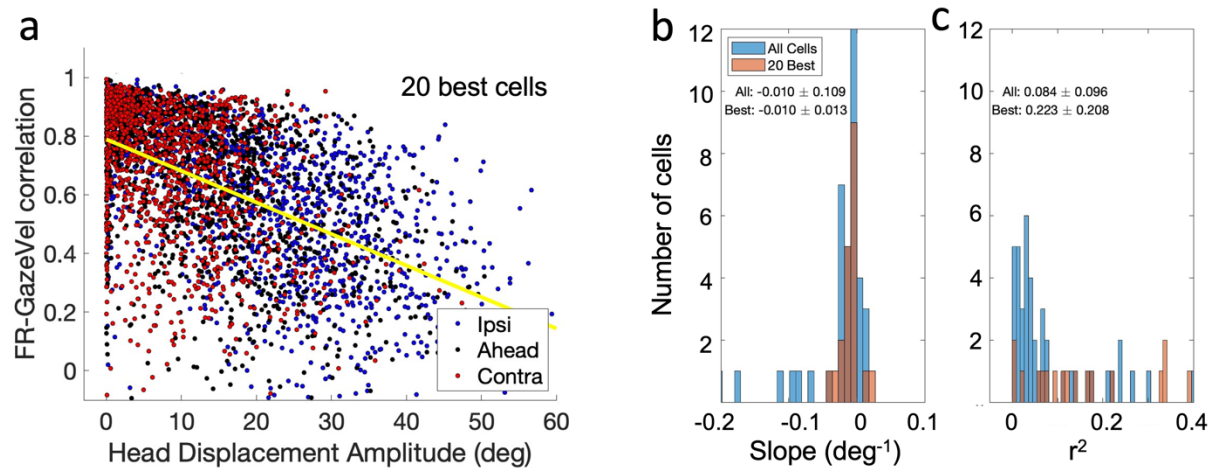 a
20 best cells
FR-GazeVel correlation
1
0.8
0.6
0.4
0.2
0
0 10 20 30 40 50 60
Head Displacement Amplitude (deg)
Ipsi
Ahead
Contra
b
Number of cells
12
10
8
6
4
2
All Cells
20 Best
All: -0.010 ± 0.109
Best: -0.010 ± 0.013
-0.2 -0.1 0 0.1
Slope (deg⁻¹)
c
12
10
8
6
4
2
All: 0.084 ± 0.096
Best: 0.223 ± 0.208
0 0.2 0.4
r²